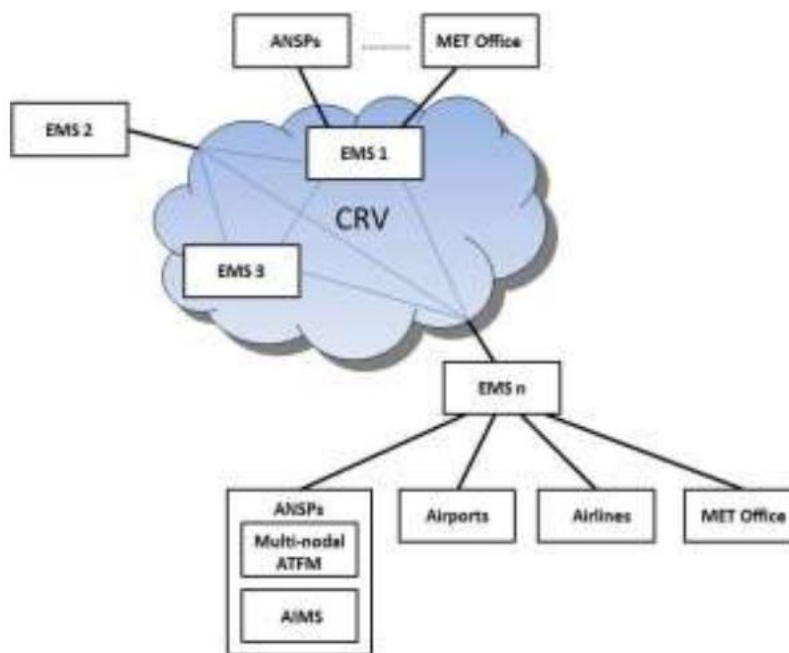 ANSPs ........ MET Office
EMS 2
EMS 1
CRV
EMS 3
EMS n
ANSPs
Multi-nodal
ATFM
AIMS
Airports
Airlines
MET Office